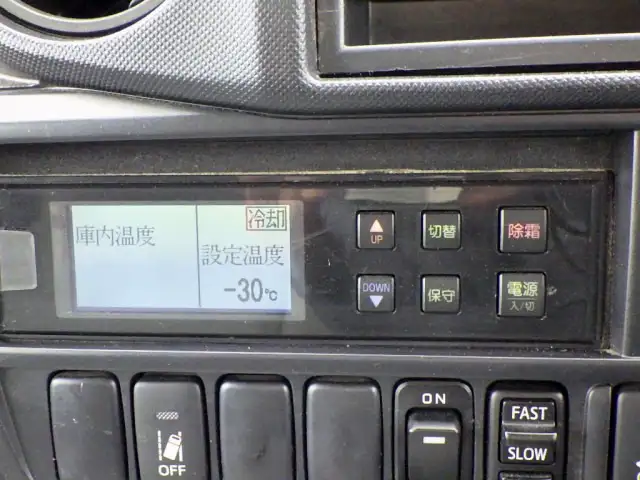 冷却
庫内温度
設定温度
-30℃
UP
切替
除霜
DOWN
保守
電源
入/切
OFF
ON
FAST
SLOW